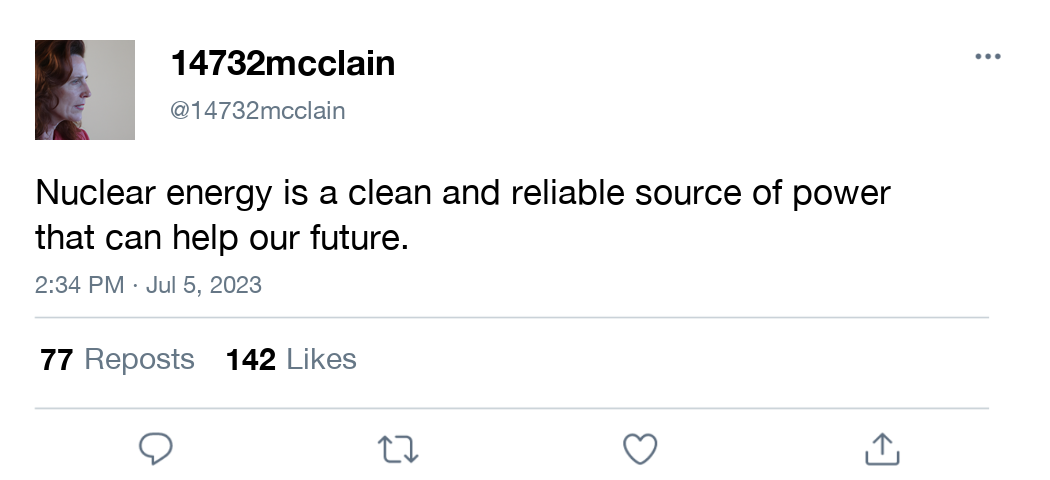 14732mcclain
@14732mcclain
Nuclear energy is a clean and reliable source of power
that can help our future.
2:34 PM · Jul 5, 2023
77 Reposts 142 Likes